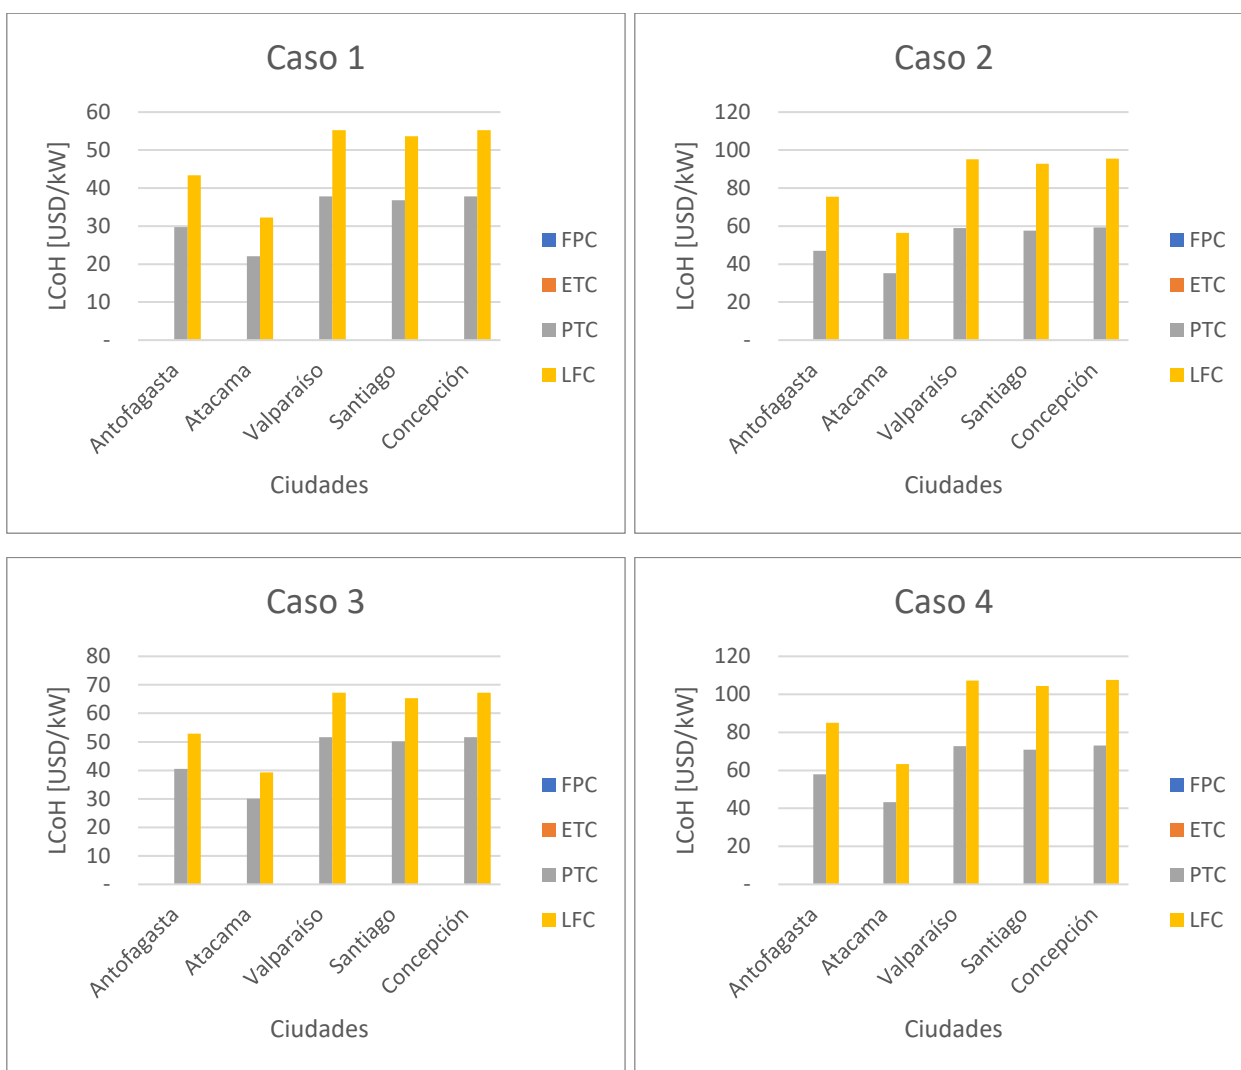 Caso 1
60
50
40
30
20
10
-
LCoH [USD/kW]
Antofagasta
Atacama
Valparaíso
Santiago
Concepción
Ciudades
FPC
ETC
PTC
LFC
Caso 2
120
100
80
60
40
20
-
LCoH [USD/kW]
Antofagasta
Atacama
Valparaíso
Santiago
Concepción
Ciudades
FPC
ETC
PTC
LFC
Caso 3
80
70
60
50
40
30
20
10
-
LCoH [USD/kW]
Antofagasta
Atacama
Valparaíso
Santiago
Concepción
Ciudades
FPC
ETC
PTC
LFC
Caso 4
120
100
80
60
40
20
-
LCoH [USD/kW]
Antofagasta
Atacama
Valparaíso
Santiago
Concepción
Ciudades
FPC
ETC
PTC
LFC